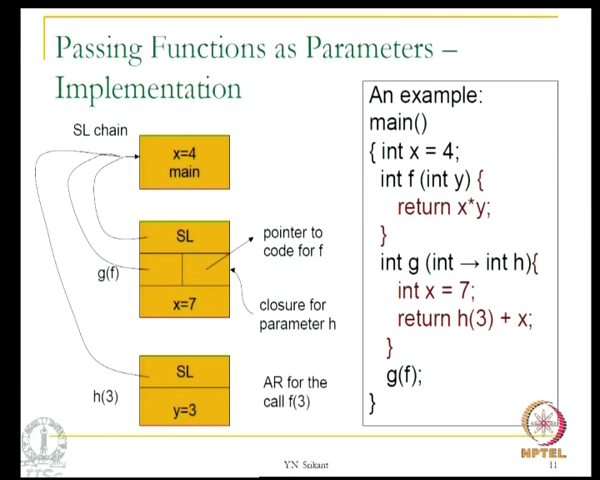 Passing Functions as Parameters –
Implementation
SL chain
x=4
main
SL
g(f)
x=7
pointer to
code for f
closure for
parameter h
SL
h(3)
y=3
AR for the
call f(3)
An example:
main()
{ int x = 4;
int f (int y) {
return x*y;
}
int g (int → int h){
int x = 7;
return h(3) + x;
}
g(f);
}
Y.N. Srikant
11
NPTEL